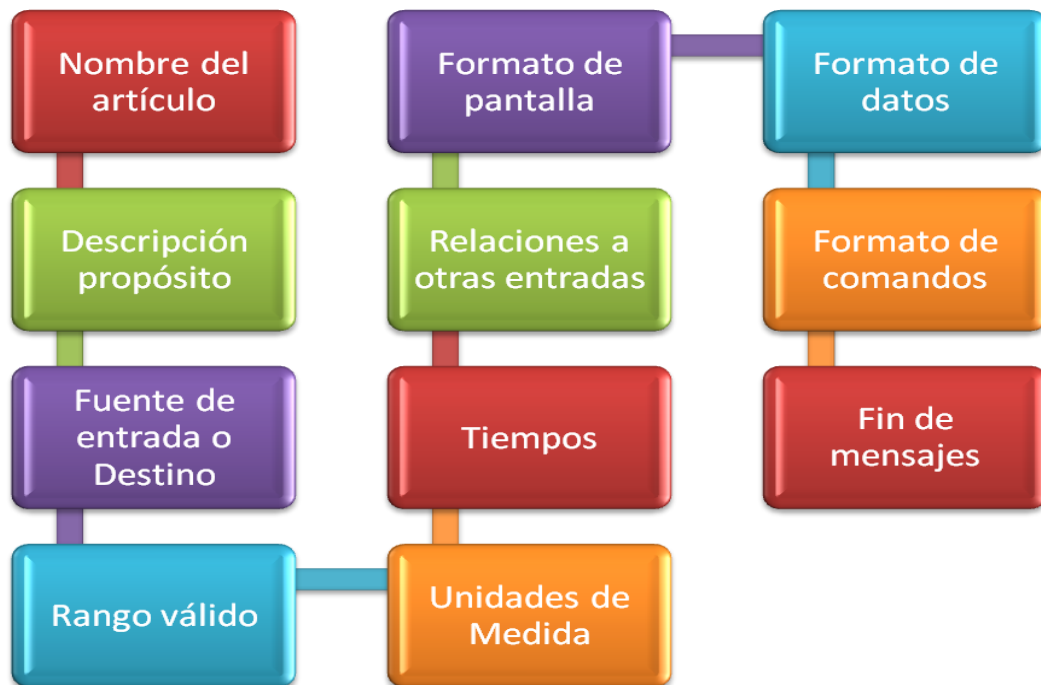 Nombre del
artículo
Descripción
propósito
Fuente de
entrada o
Destino
Rango válido
Unidades de
Medida
Tiempos
Relaciones a
otras entradas
Formato de
pantalla
Formato de
datos
Formato de
comandos
Fin de
mensajes